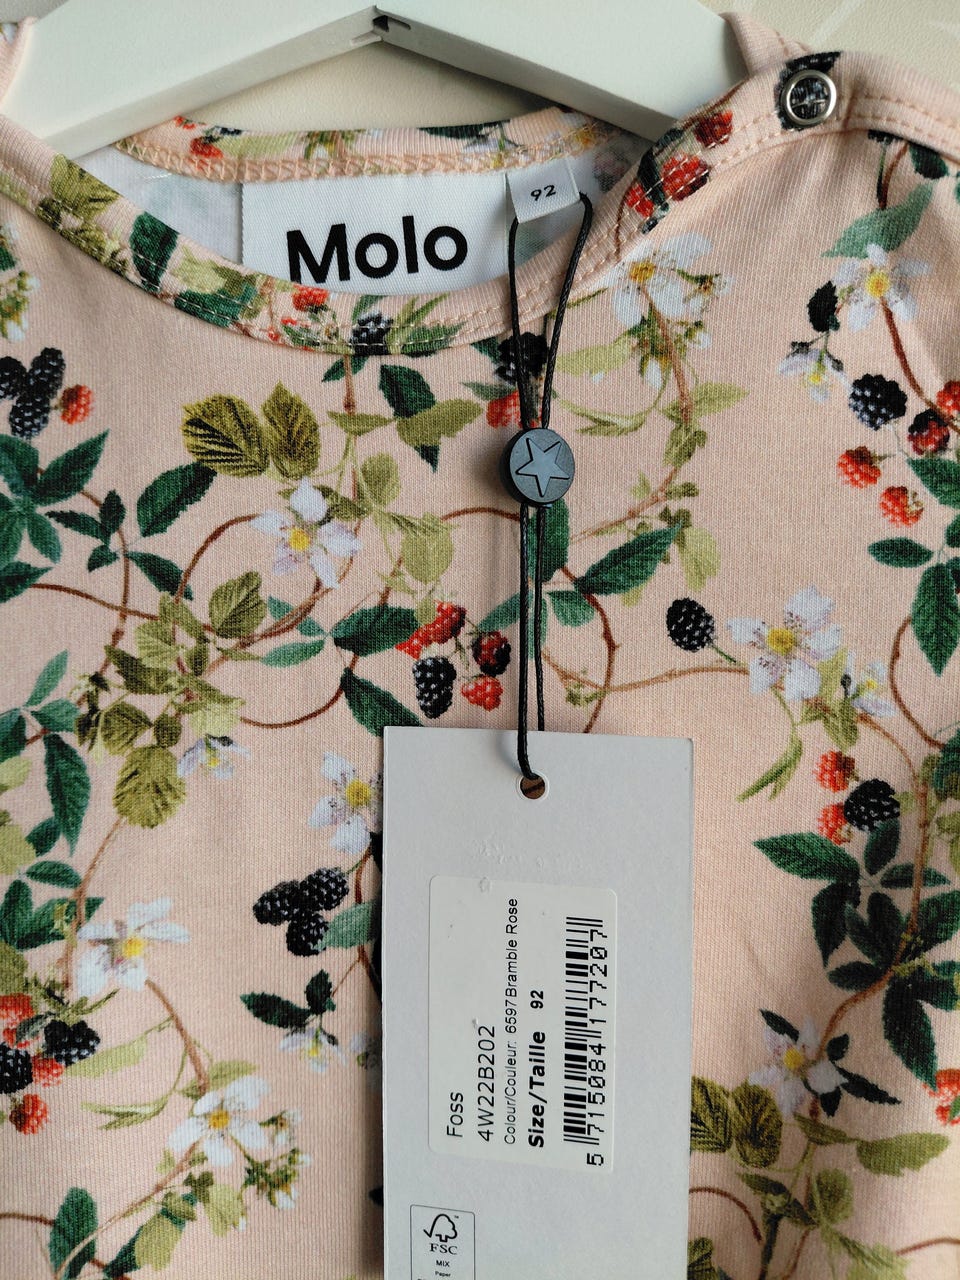 Molo
92
Foss
4W22B202
Colour/Couleur: 6597 Bramble Rose
Size/Taille 92
5 715084 177207
FSC
MIX
Paper